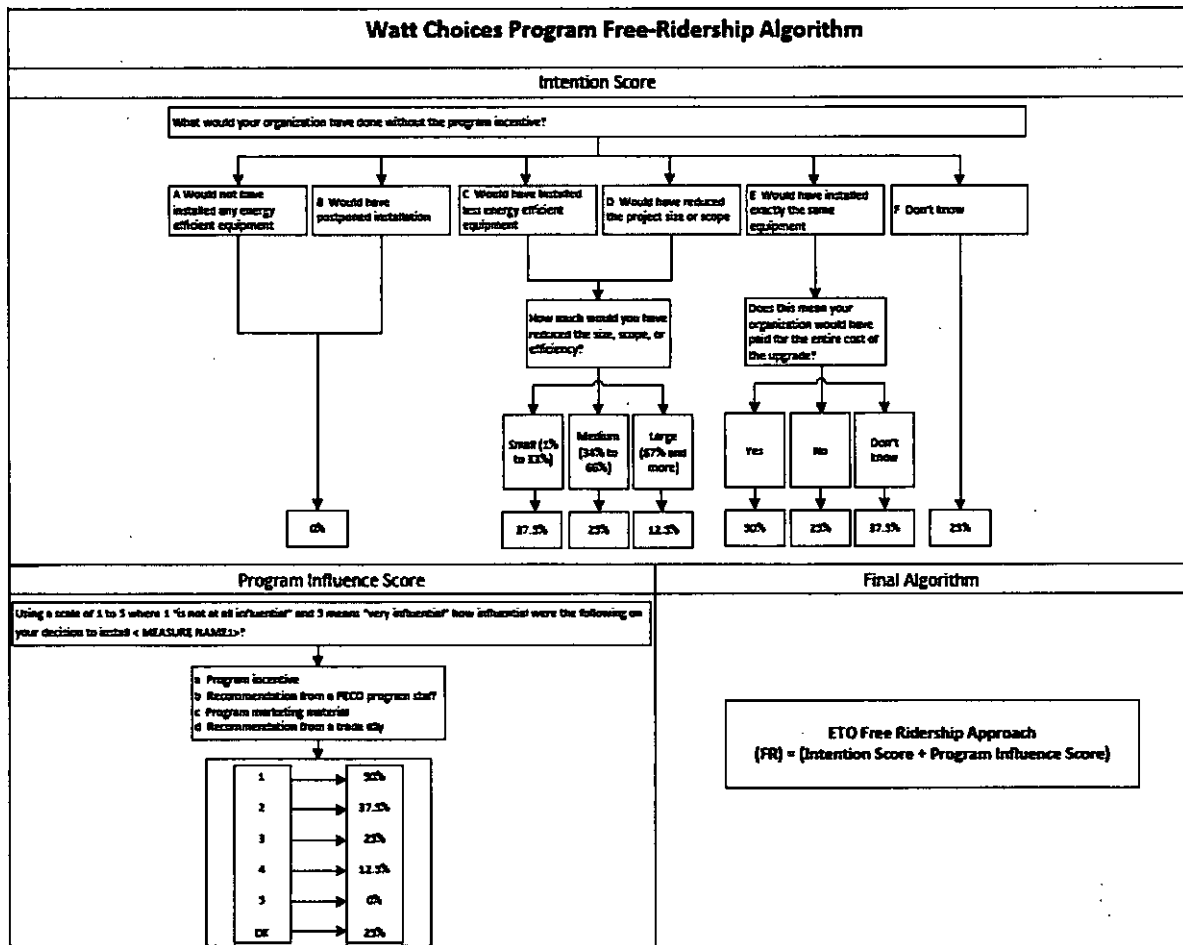 Watt Choices Program Free-Ridership Algorithm
Intention Score
What would your organization have done without the program incentive?
A Would not have
installed any energy
efficient equipment
B Would have
postponed installation
C Would have installed
less energy efficient
equipment
D Would have reduced
the project size or scope
E Would have installed
exactly the same
equipment
F Don't know
How much would you have
reduced the size, scope, or
efficiency?
Does this mean your
organization would have
paid for the entire cost of
the upgrade?
Small (1%
to 33%)
Medium
(34% to
66%)
Large
(67% and
more)
Yes
No
Don't
know
0%
37.5%
25%
12.5%
50%
25%
37.5%
25%
Program Influence Score
Using a scale of 1 to 5 where 1 "is not at all influential" and 5 means "very influential" how influential were the following on
your decision to install < MEASURE NAME1>?
a Program incentive
b Recommendation from a PECO program staff
c Program marketing material
d Recommendation from a trade ally
1 50%
2 37.5%
3 25%
4 12.5%
5 0%
DK 25%
Final Algorithm
ETO Free Ridership Approach
(FR) = (Intention Score + Program Influence Score)